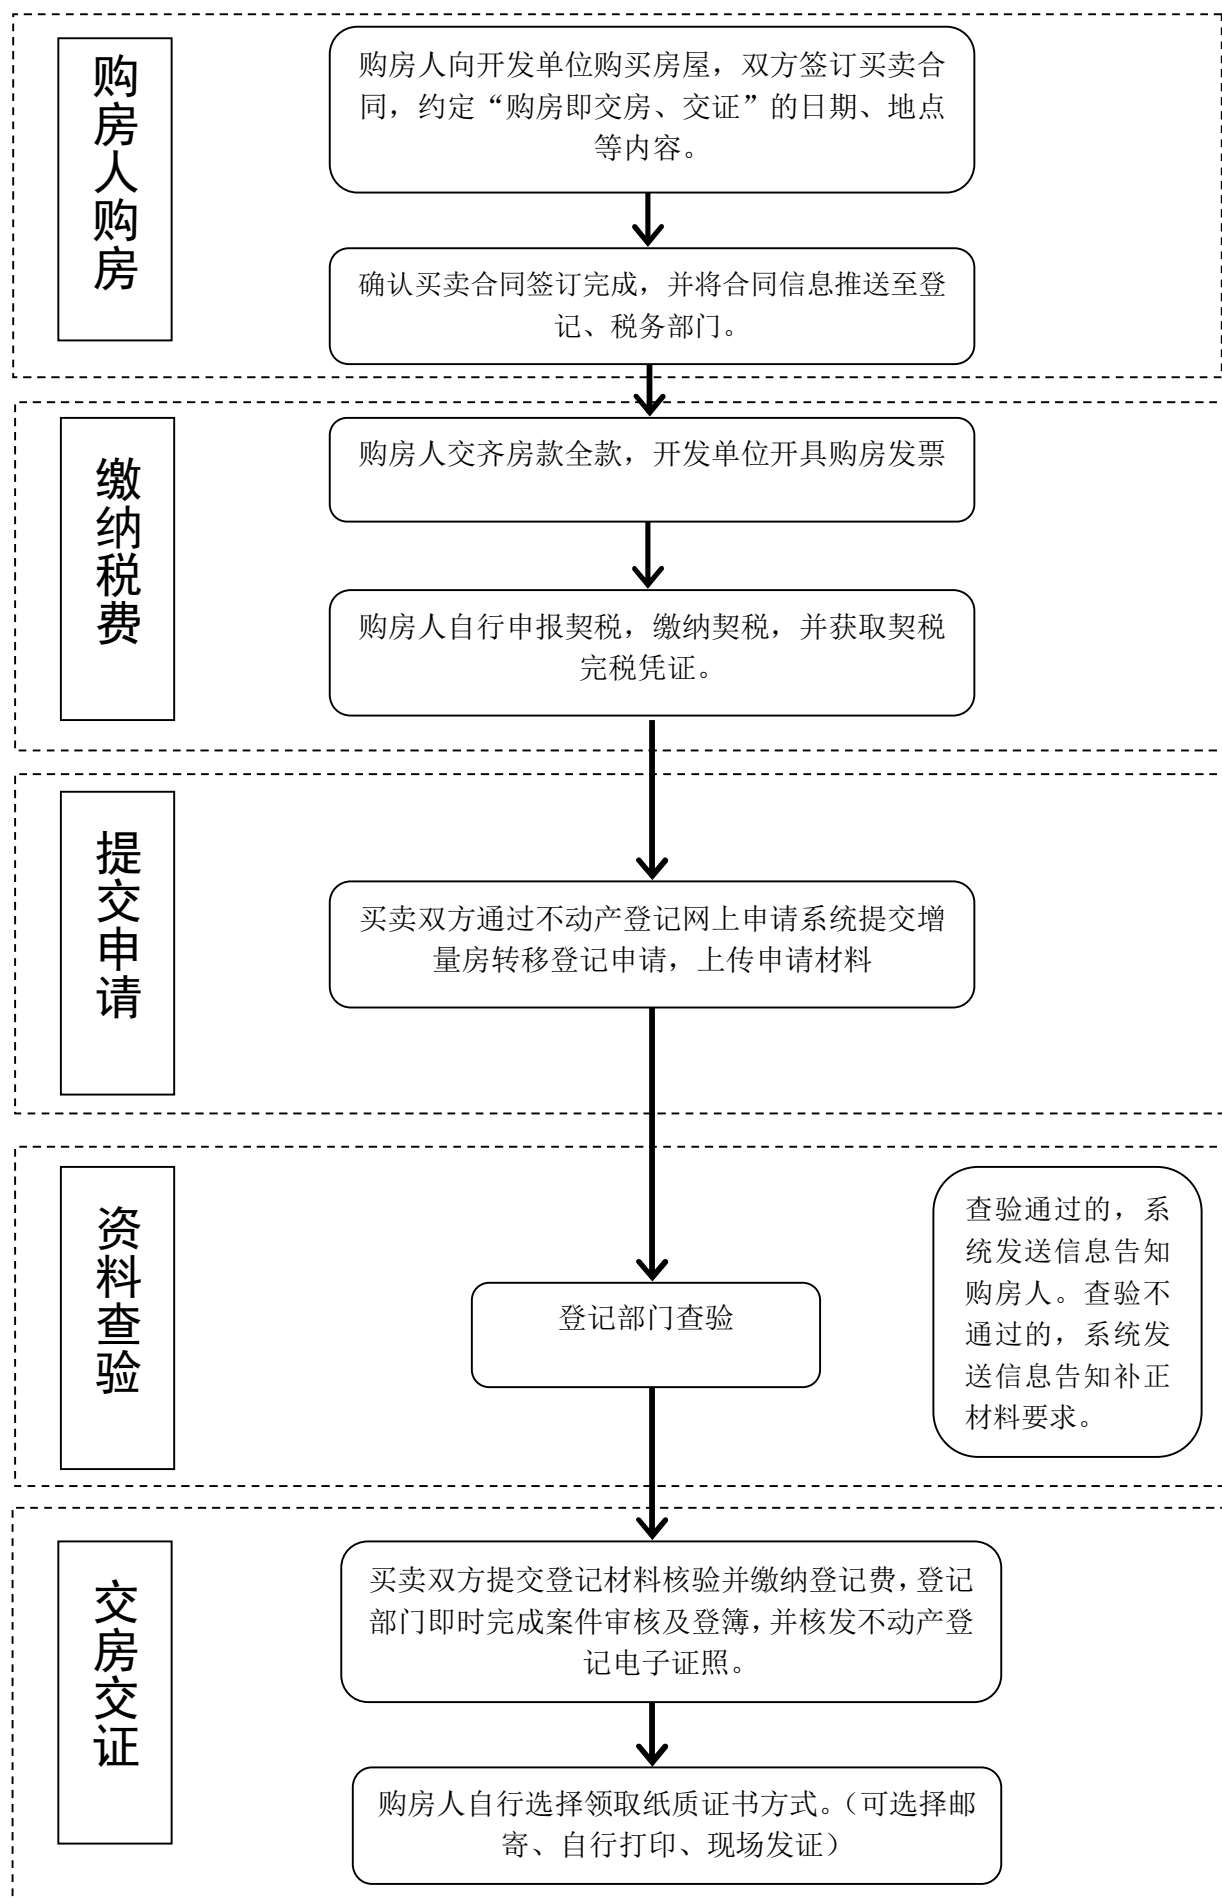 购房人购房
购房人向开发单位购买房屋，双方签订买卖合
同，约定“购房即交房、交证”的日期、地点
等内容。
确认买卖合同签订完成，并将合同信息推送至登
记、税务部门。
缴纳税费
购房人交齐房款全款，开发单位开具购房发票
购房人自行申报契税，缴纳契税，并获取契税
完税凭证。
提交申请
买卖双方通过不动产登记网上申请系统提交增
量房转移登记申请，上传申请材料
资料查验
登记部门查验
查验通过的，系
统发送信息告知
购房人。查验不
通过的，系统发
送信息告知补正
材料要求。
交房交证
买卖双方提交登记材料核验并缴纳登记费，登记
部门即时完成案件审核及登簿，并核发不动产登
记电子证照。
购房人自行选择领取纸质证书方式。（可选择邮
寄、自行打印、现场发证）